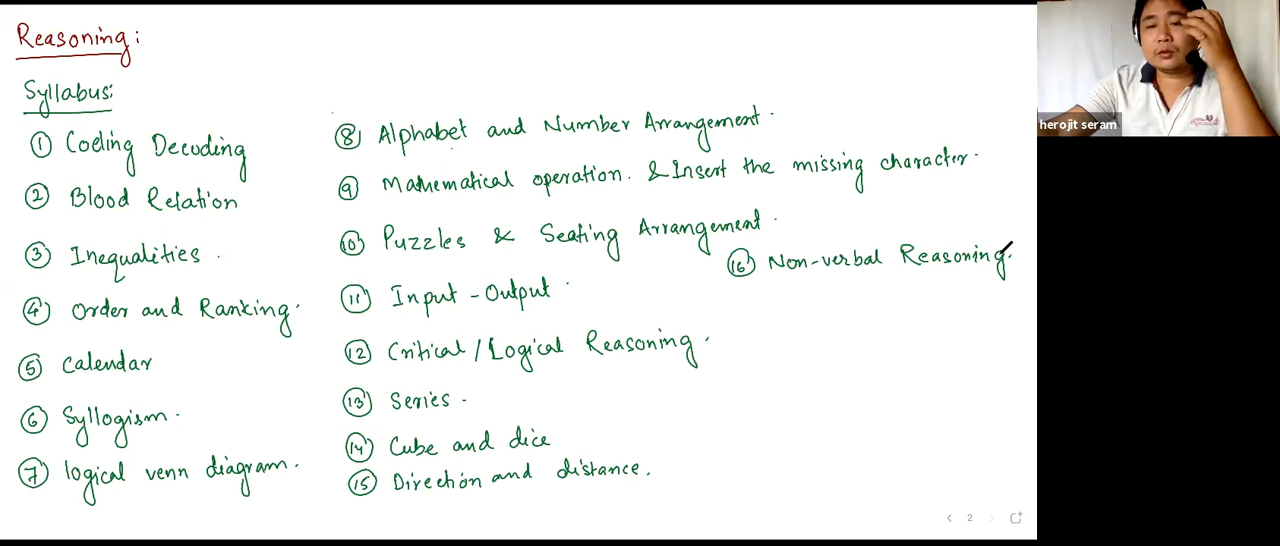 Reasoning:
Syllabus:
① Coding Decoding
② Blood Relation
③ Inequalities.
④ Order and Ranking.
⑤ Calendar
⑥ Syllogism.
⑦ logical venn diagram.
⑧ Alphabet and Number Arrangement.
⑨ Mathematical operation. & Insert the missing character.
⑩ Puzzles & Seating Arrangement.
⑪ Input - Output
⑫ Critical / Logical Reasoning.
⑬ Series.
⑭ Cube and dice
⑮ Direction and distance.
⑯ Non-verbal Reasoning.
herojit seram
2